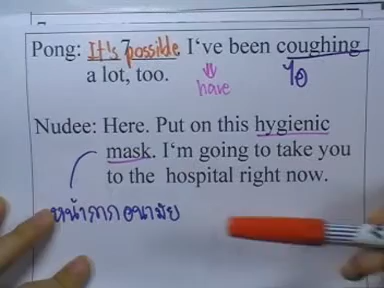 Pong: It's possible 7 I've been coughing
a lot, too.
have
ไอ
Nudee: Here. Put on this hygienic
mask. I'm going to take you
to the hospital right now.
หน้ากากอนามัย